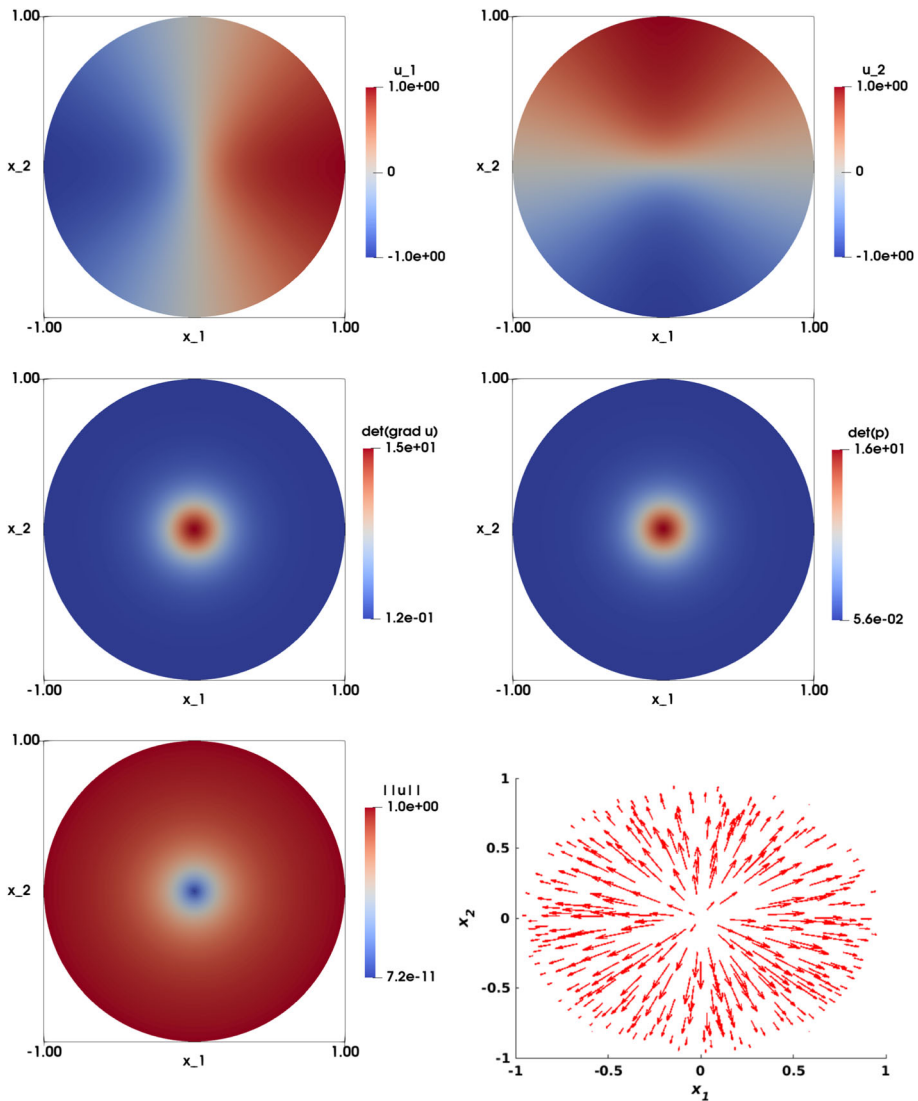 1.00
u_1
1.0e+00
x_2
0
-1.0e+00
-1.00
1.00
x_1
1.00
u_2
1.0e+00
x_2
0
-1.0e+00
-1.00
1.00
x_1
1.00
det(grad u)
1.5e+01
x_2
1.2e-01
-1.00
1.00
x_1
1.00
det(p)
1.6e+01
x_2
5.6e-02
-1.00
1.00
x_1
1.00
||u||
1.0e+00
x_2
7.2e-11
-1.00
1.00
x_1
1
0.5
x_2
0
-0.5
-1
-1 -0.5 0 0.5 1
x_1